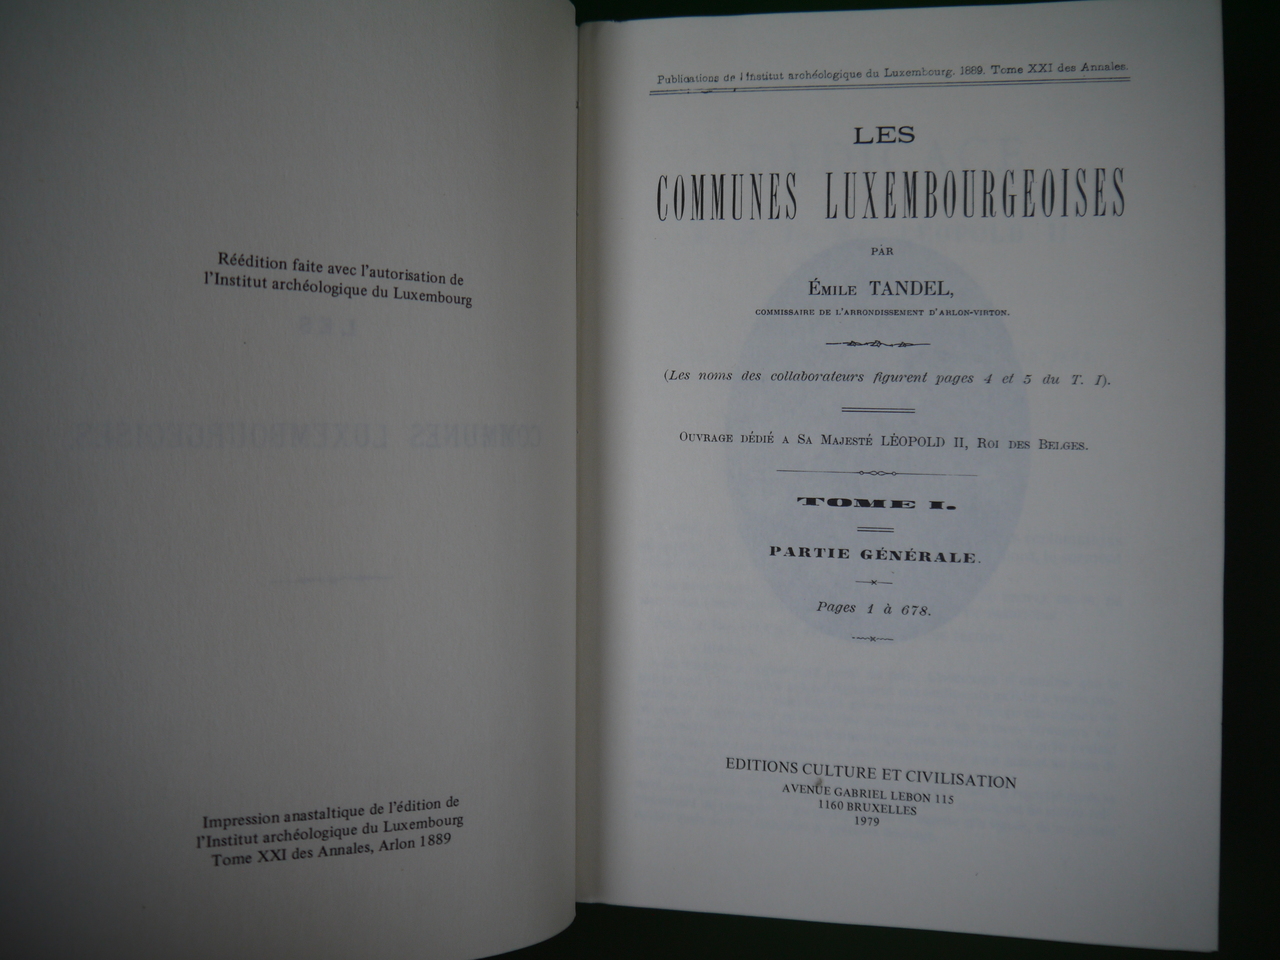 Réédition faite avec l'autorisation de
l'Institut archéologique du Luxembourg
Impression anastaltique de l'édition de
l'Institut archéologique du Luxembourg
Tome XXI des Annales, Arlon 1889
Publications de l'Institut archéologique du Luxembourg. 1889. Tome XXI des Annales.
LES
COMMUNES LUXEMBOURGEOISES
PAR
ÉMILE TANDEL,
COMMISSAIRE DE L'ARRONDISSEMENT D'ARLON-VIRTON.
(Les noms des collaborateurs figurent pages 4 et 5 du T. I).
OUVRAGE DÉDIÉ A SA MAJESTÉ LÉOPOLD II, ROI DES BELGES.
TOME I.
PARTIE GÉNÉRALE.
Pages 1 à 678.
EDITIONS CULTURE ET CIVILISATION
AVENUE GABRIEL LEBON 115
1160 BRUXELLES
1979